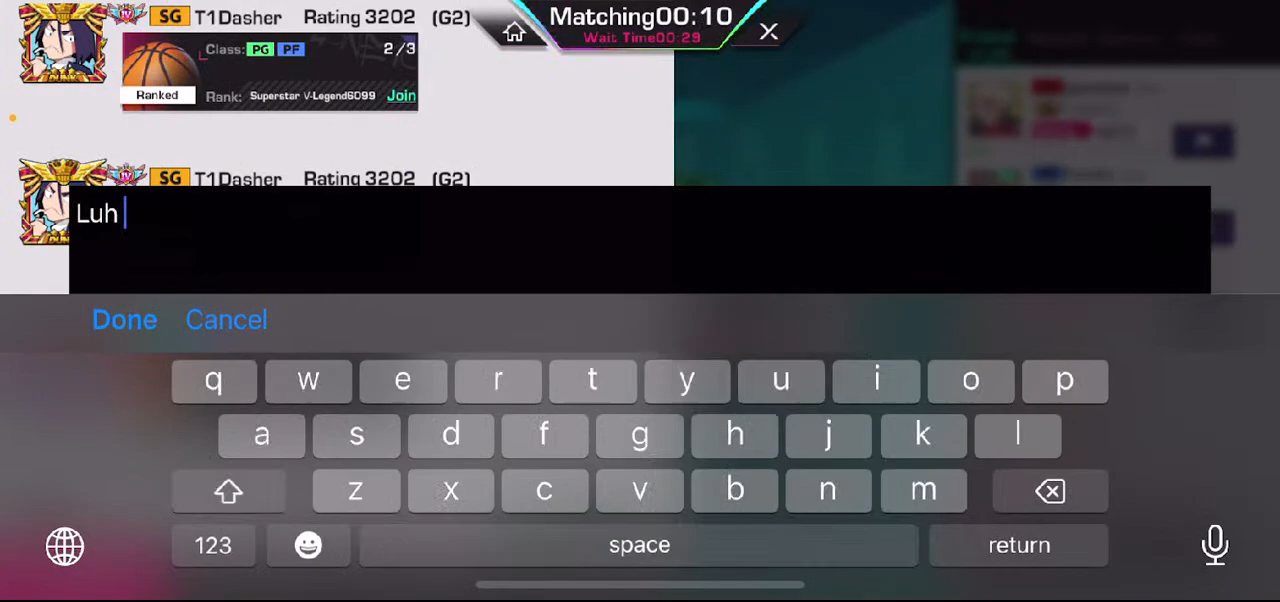 SG T1Dasher Rating 3202 (G2)
Class: PG PF 2/3
Ranked
Rank: Superstar V-Legend6099 Join
Matching00:10
Wait Time00:29
X
SG T1Dasher Rating 3202 (G2)
Luh
Done Cancel
q w e r t y u i o p
a s d f g h j k l
z x c v b n m
123 space return